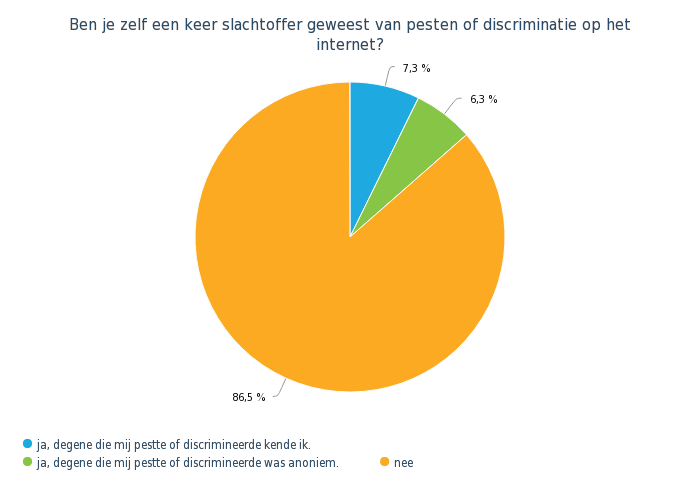 Ben je zelf een keer slachtoffer geweest van pesten of discriminatie op het
internet?
7,3 %
6,3 %
86,5 %
ja, degene die mij pestte of discrimineerde kende ik.
ja, degene die mij pestte of discrimineerde was anoniem.
nee